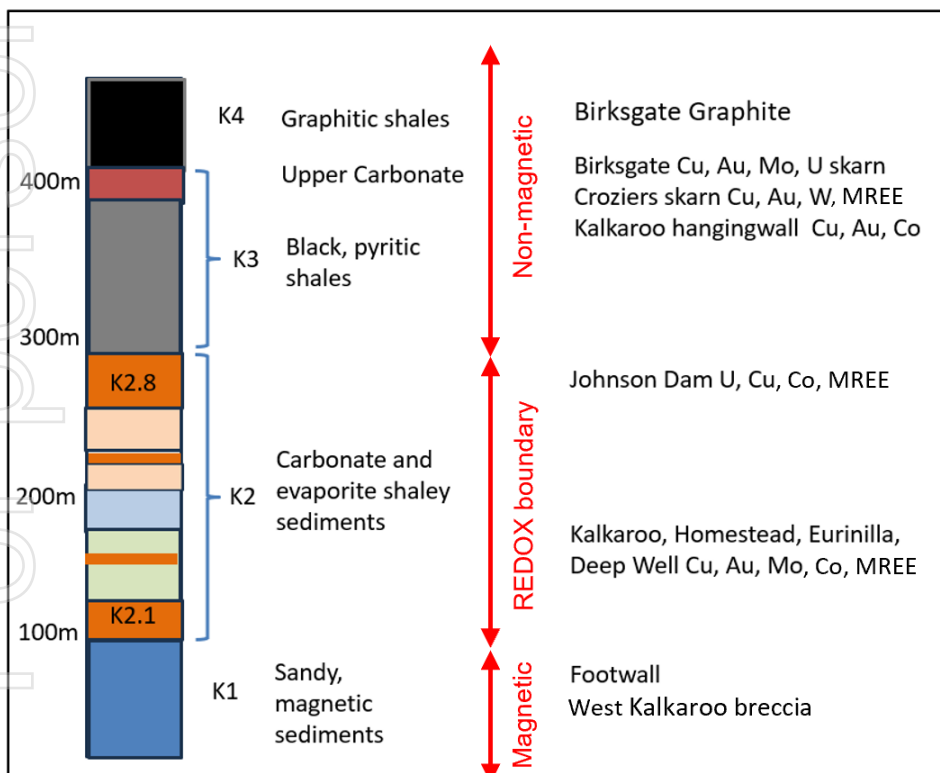 K4
Graphitic shales
Birksgate Graphite
400m
Upper Carbonate
Birksgate Cu, Au, Mo, U skarn
Croziers skarn Cu, Au, W, MREE
Kalkaroo hangingwall Cu, Au, Co
Non-magnetic
K3
Black, pyritic
shales
300m
K2.8
Johnson Dam U, Cu, Co, MREE
K2
Carbonate and
evaporite shaley
sediments
200m
REDOX boundary
Kalkaroo, Homestead, Eurinilla,
Deep Well Cu, Au, Mo, Co, MREE
K2.1
100m
K1
Sandy,
magnetic
sediments
Magnetic
Footwall
West Kalkaroo breccia